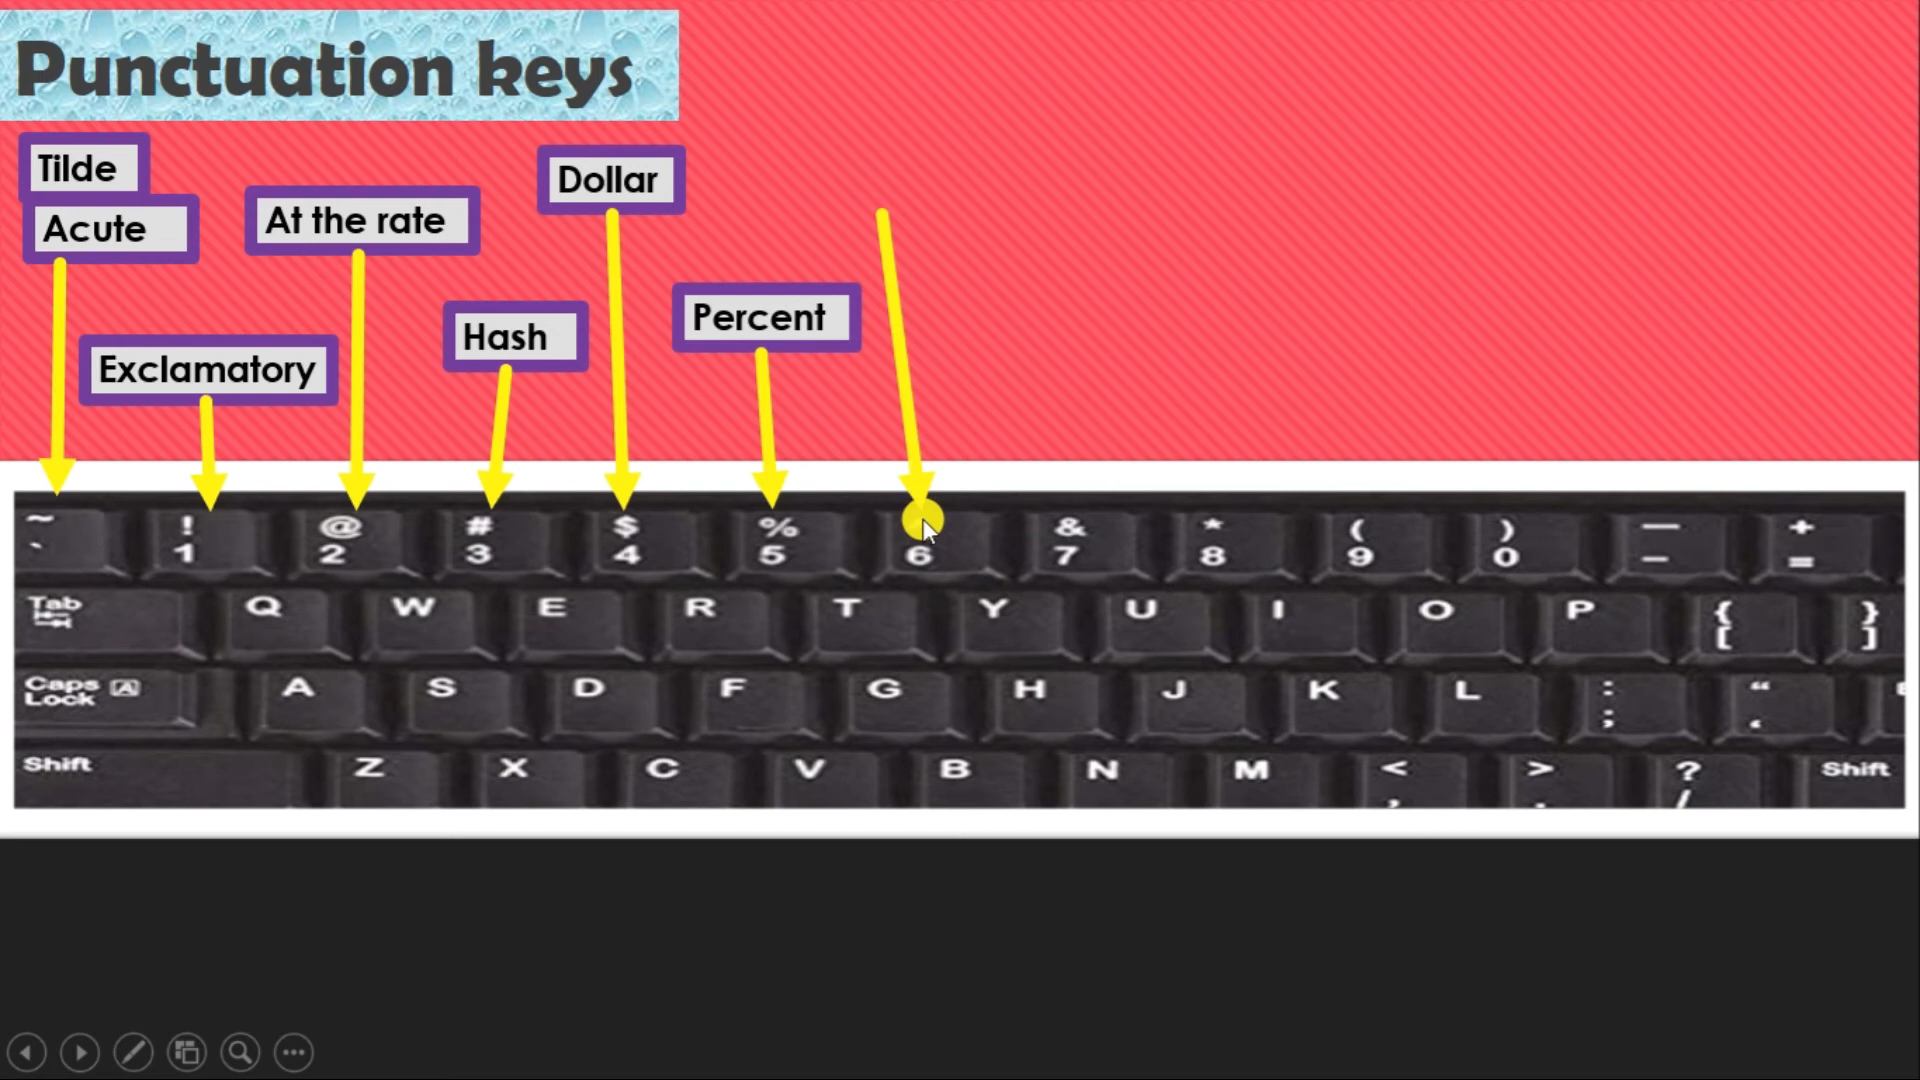 Punctuation keys
Tilde
Acute
At the rate
Dollar
Exclamatory
Hash
Percent
~ ! @ # $ % & * ( ) — +
` 1 2 3 4 5 6 7 8 9 0 – =
Tab Q W E R T Y U I O P { }
[ ]
Caps Lock A A S D F G H J K L : “
; ‘
Shift Z X C V B N M < > ? Shift
, . /